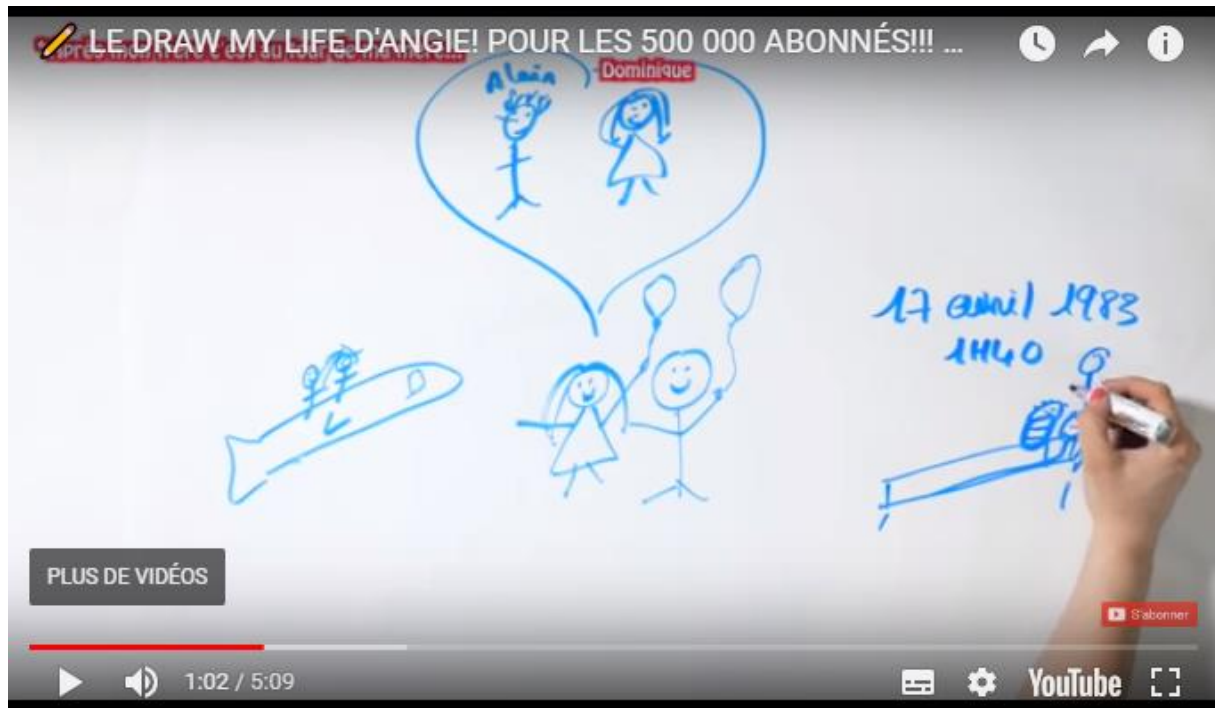 LE DRAW MY LIFE D'ANGIE! POUR LES 500 000 ABONNÉS!!! ...
Alain
Dominique
17 avril 1983
1H40
PLUS DE VIDÉOS
S'abonner
1:02 / 5:09
YouTube